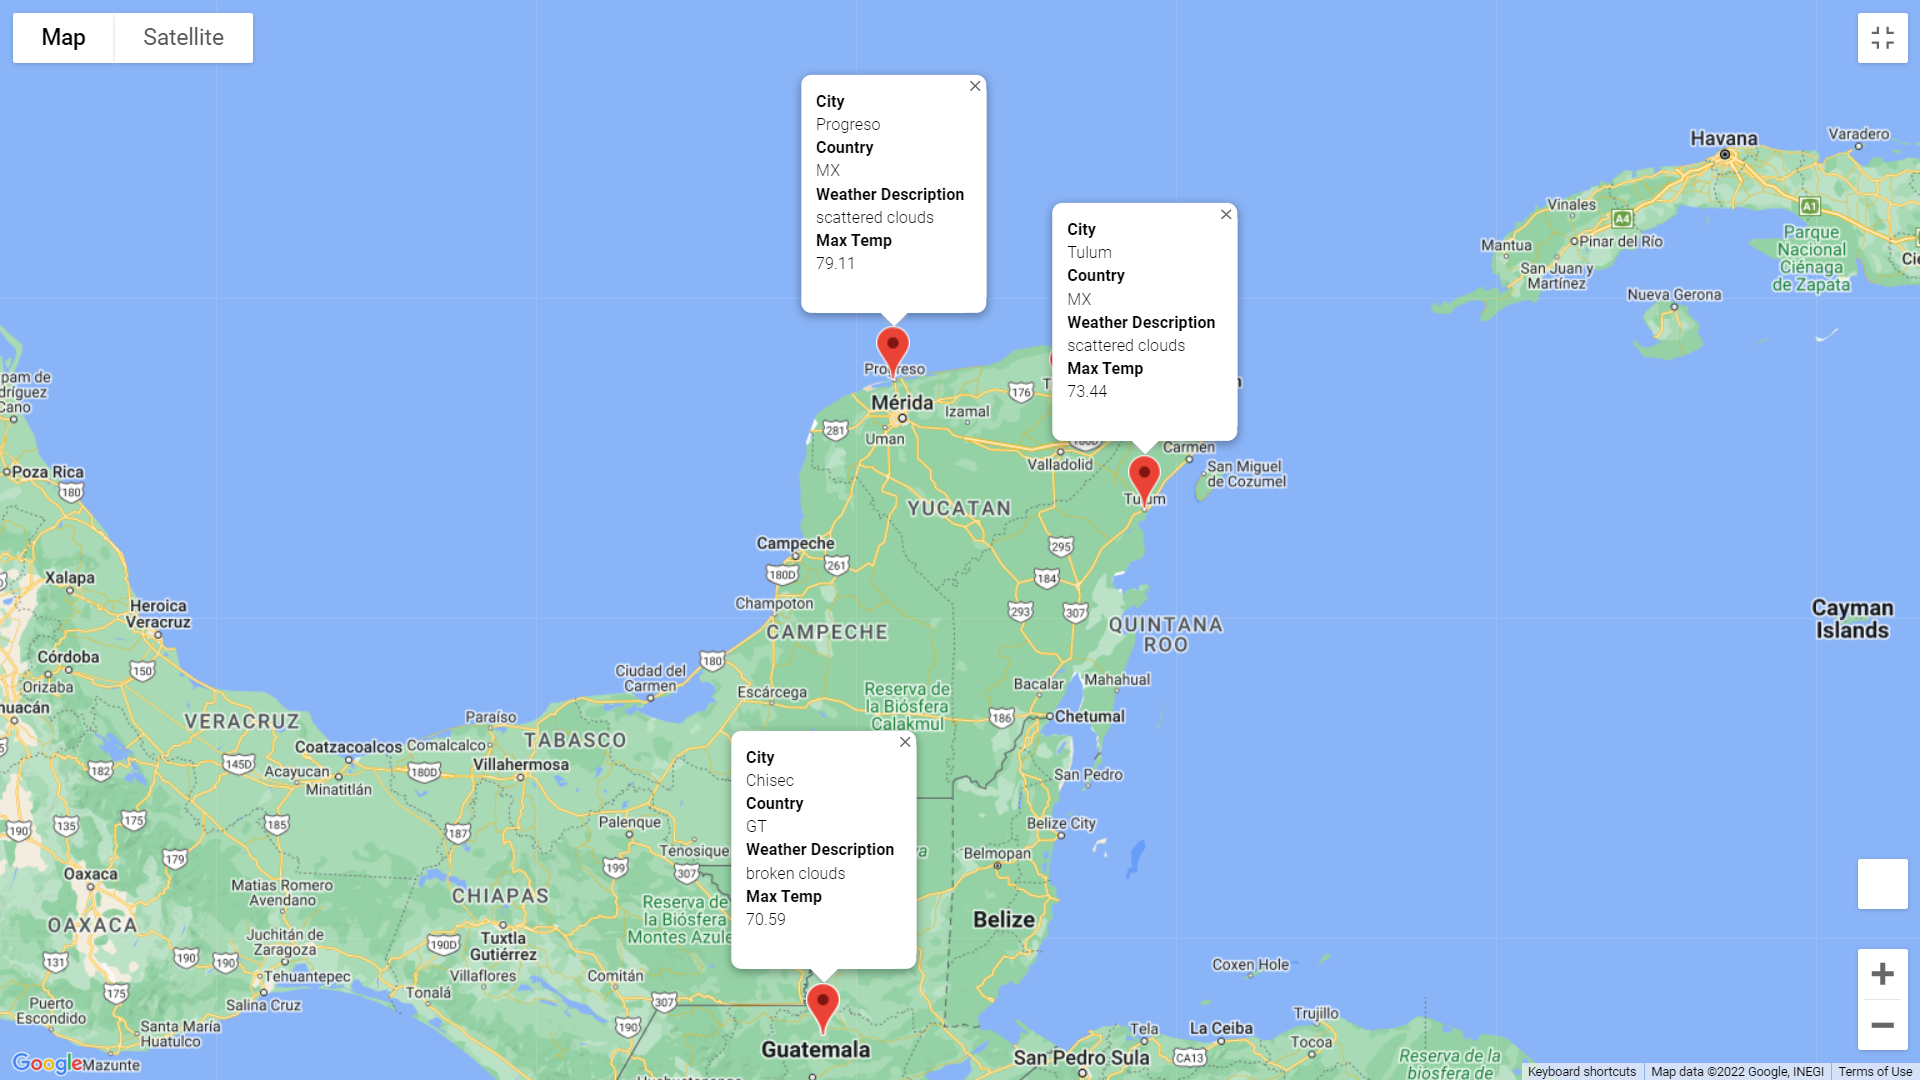 Map
Satellite
City
Progreso
Country
MX
Weather Description
scattered clouds
Max Temp
79.11
City
Tulum
Country
MX
Weather Description
scattered clouds
Max Temp
73.44
City
Chisec
Country
GT
Weather Description
broken clouds
Max Temp
70.59
Havana
Varadero
Vinales
A4
A1
Mantua
Pinar del Río
San Juan y
Martínez
Parque
Nacional
Ciénaga
de Zapata
Nueva Gerona
Progreso
Mérida
Izamal
176
281
Uman
Valladolid
Carmen
San Miguel
de Cozumel
Tulum
YUCATAN
Campeche
180D
261
295
184
293
307
Champoton
CAMPECHE
QUINTANA
ROO
Cayman
Islands
Poza Rica
180
Xalapa
Heroica
Veracruz
Córdoba
150
Orizaba
Ciudad del
Carmen
180
Escárcega
Reserva de
la Biósfera
Calakmul
Bacalar
Mahahual
186
Chetumal
VERACRUZ
Paraíso
TABASCO
Coatzacoalcos
Comalcalco
Villahermosa
182
145D
Acayucan
180D
Minatitlán
San Pedro
190
135
175
185
187
Palenque
Belize City
179
Tenosique
Belmopan
199
307
Oaxaca
Matias Romero
Avendano
CHIAPAS
Reserva de
la Biósfera
Montes Azule
Belize
OAXACA
Juchitán de
Zaragoza
190D
Tuxtla
Gutiérrez
131
190
190
Tehuantepec
Villaflores
Comitán
Coxen Hole
175
Tonalá
Salina Cruz
307
Puerto
Escondido
Santa María
Huatulco
190
Guatemala
Tela
La Ceiba
Trujillo
Tocoa
San Pedro Sula
CA13
Reserva de la
biosfera de
Google
Mazunte
Keyboard shortcuts
Map data ©2022 Google, INEGI
Terms of Use